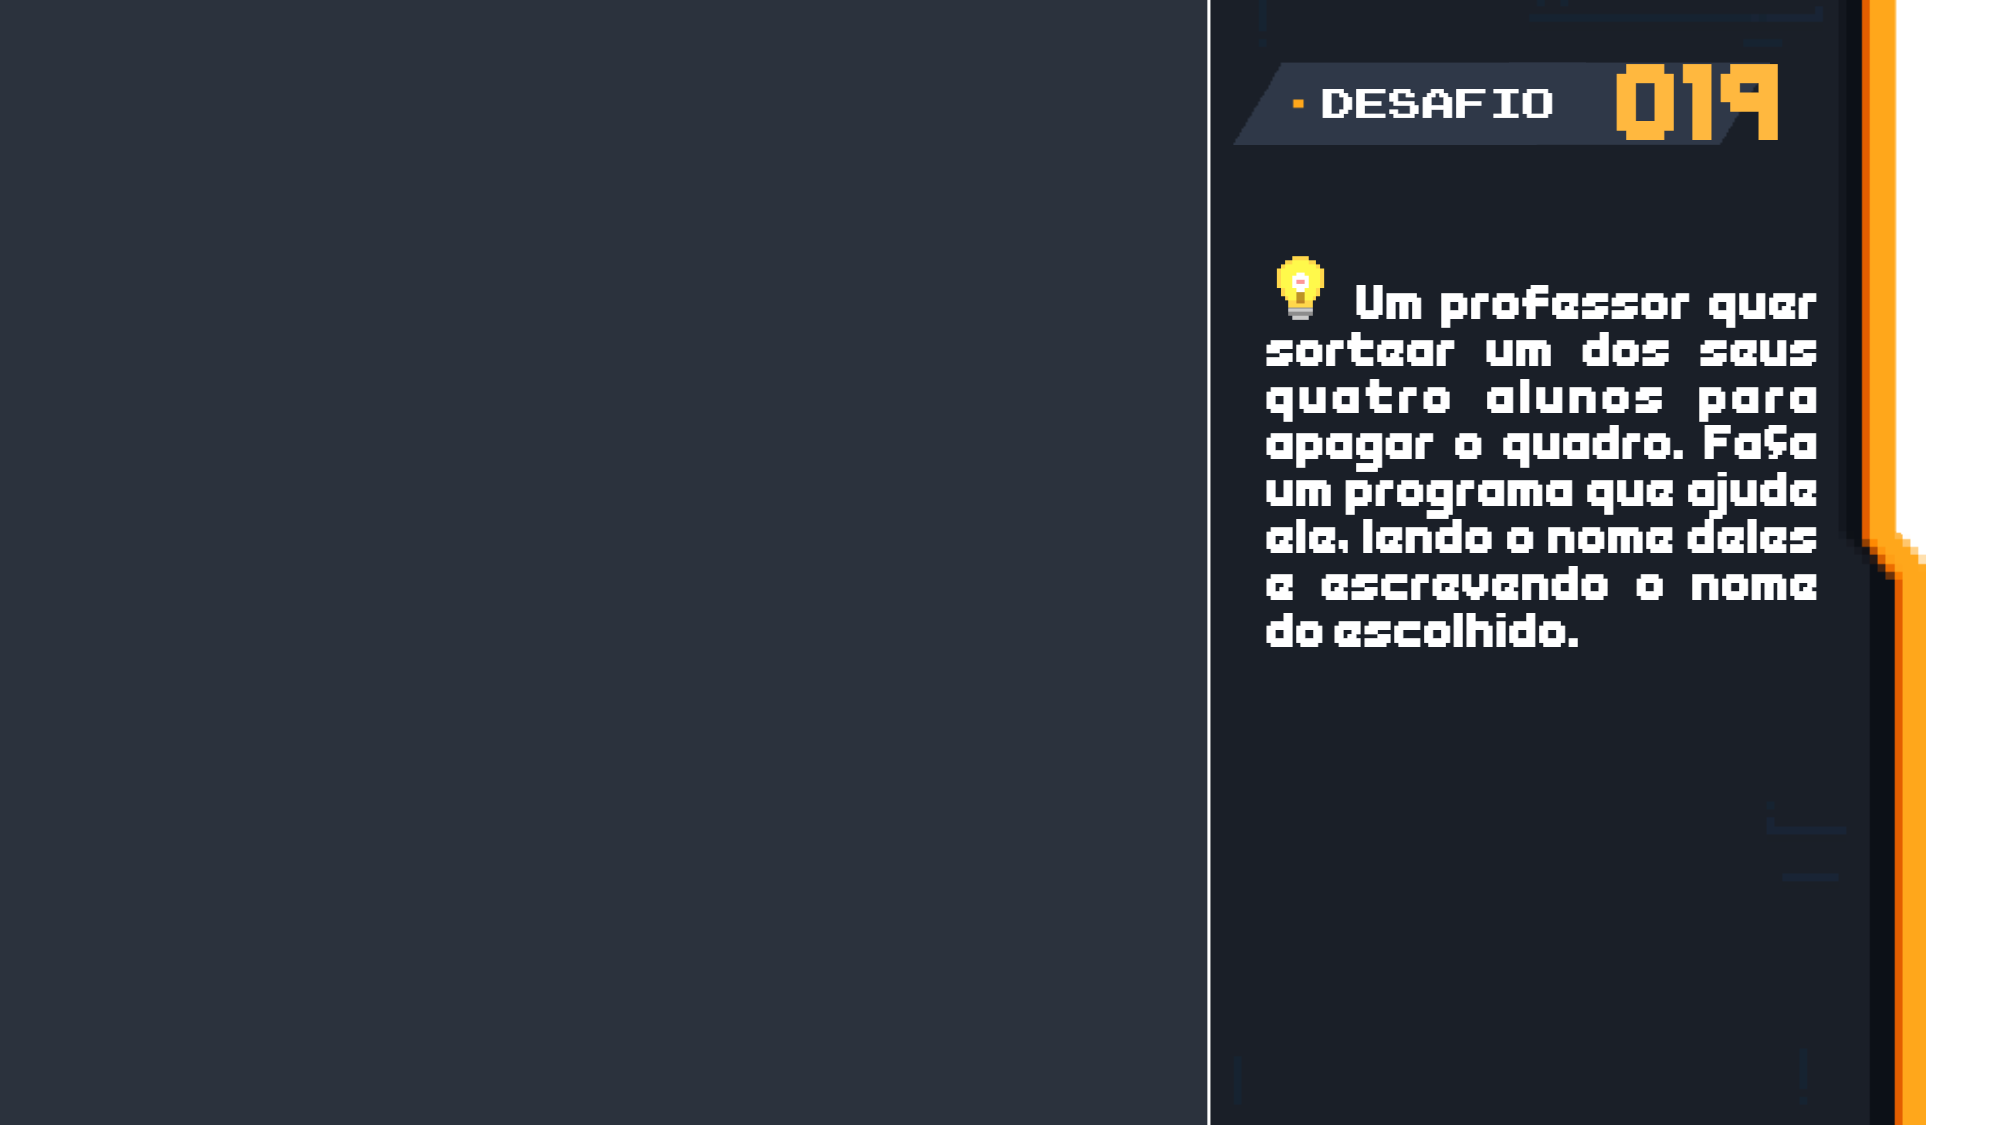 DESAFIO 019
Um professor quer
sortear um dos seus
quatro alunos para
apagar o quadro. Faça
um programa que ajude
ele, lendo o nome deles
e escrevendo o nome
do escolhido.